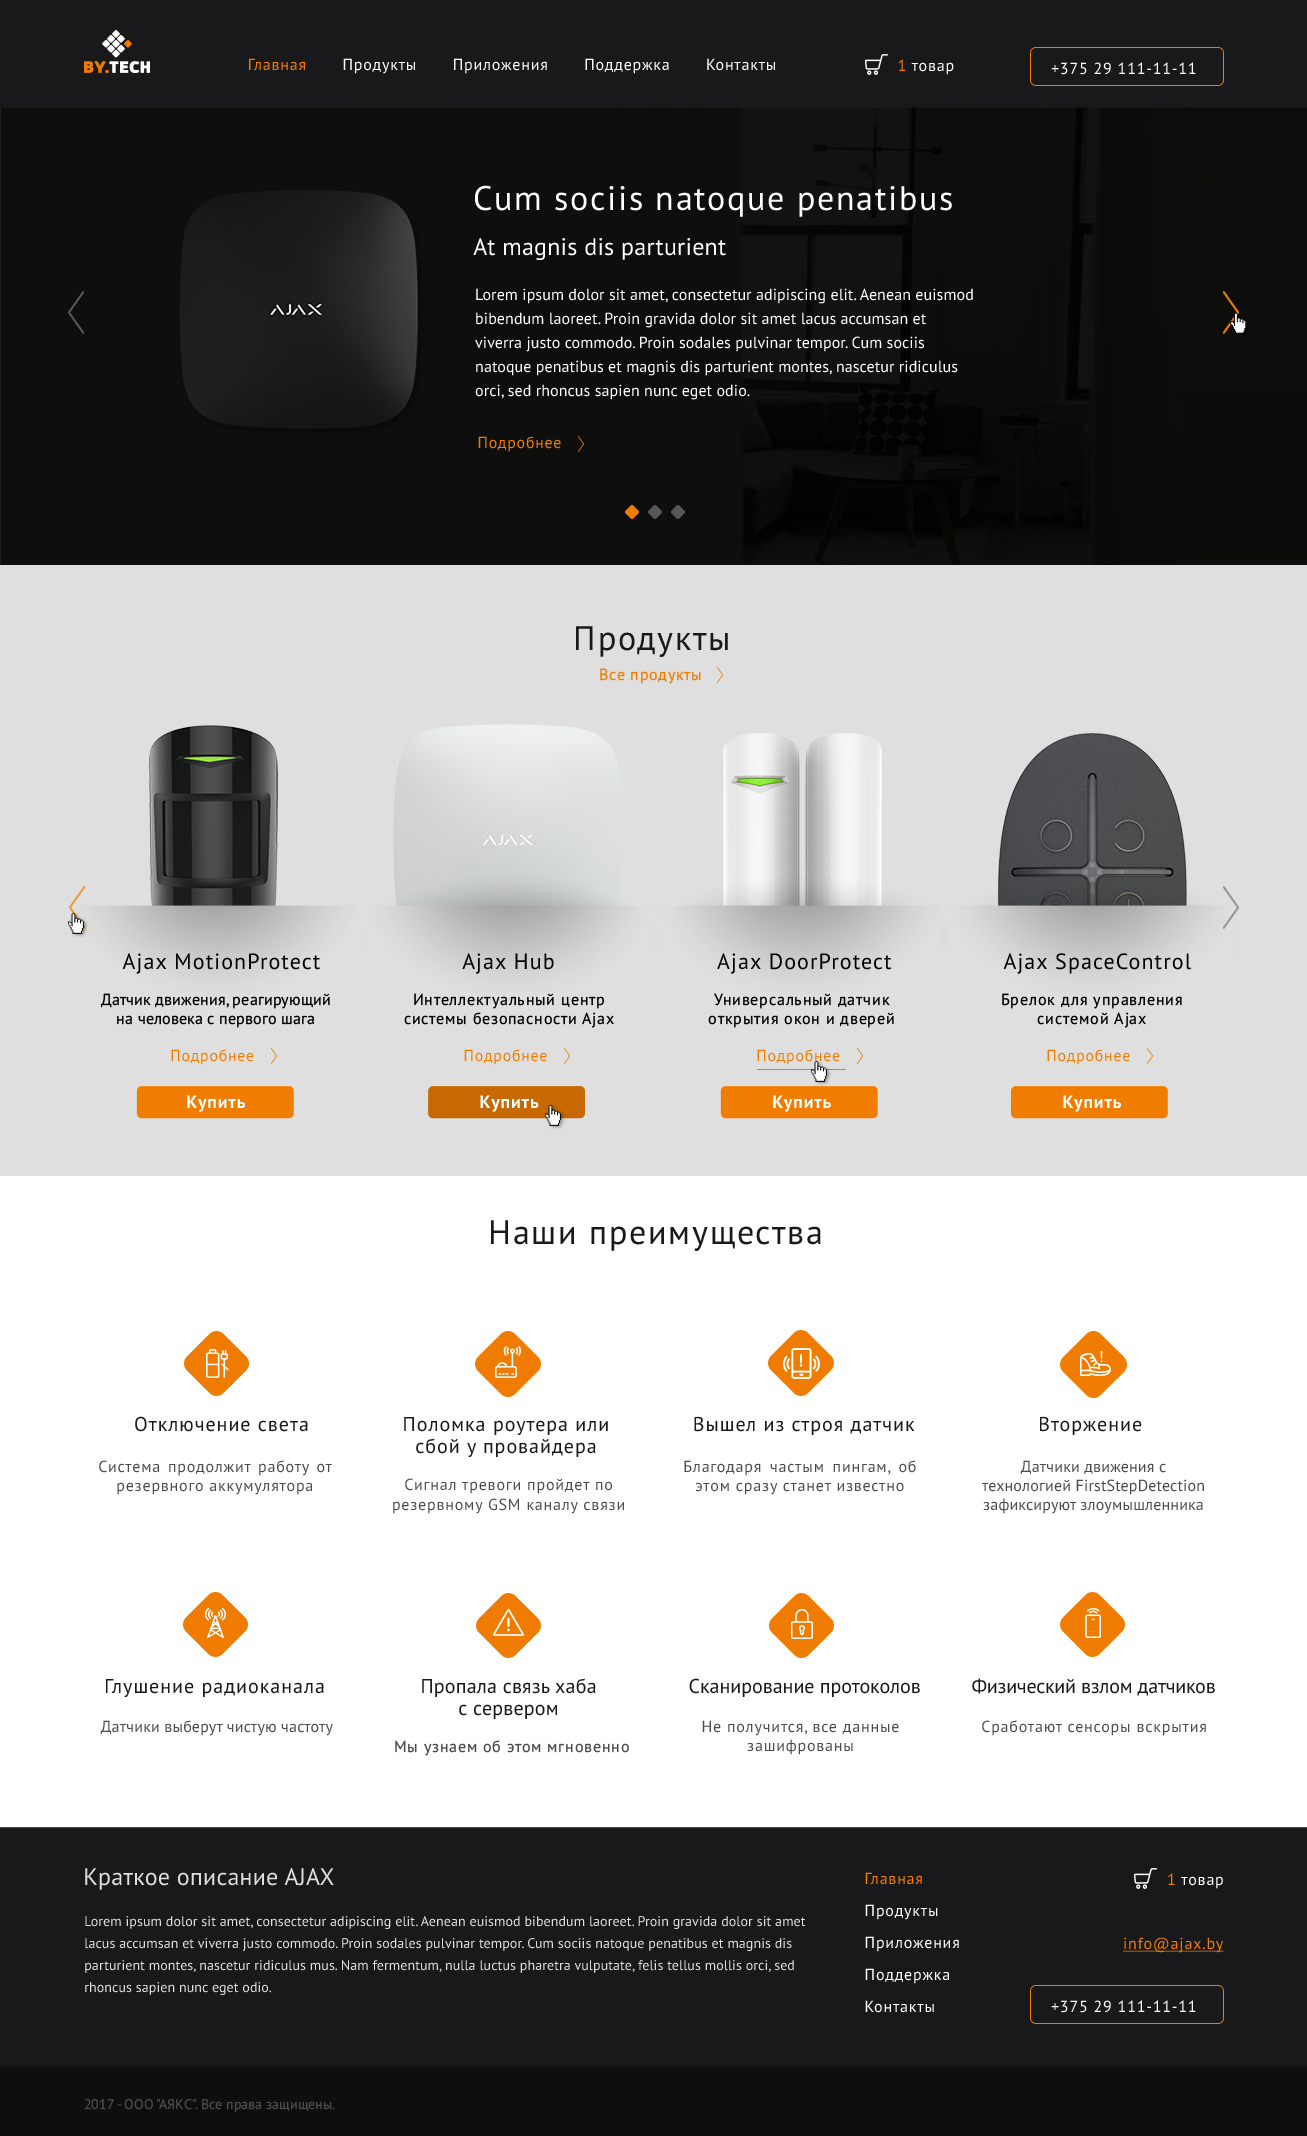 BY.TECH
Главная Продукты Приложения Поддержка Контакты
1 товар
+375 29 111-11-11
Cum sociis natoque penatibus
At magnis dis parturient
AJAX
Lorem ipsum dolor sit amet, consectetur adipiscing elit. Aenean euismod
bibendum laoreet. Proin gravida dolor sit amet lacus accumsan et
viverra justo commodo. Proin sodales pulvinar tempor. Cum sociis
natoque penatibus et magnis dis parturient montes, nascetur ridiculus
orci, sed rhoncus sapien nunc eget odio.
Подробнее
Продукты
Все продукты
AJAX
Ajax MotionProtect
Датчик движения, реагирующий
на человека с первого шага
Подробнее
Купить
Ajax Hub
Интеллектуальный центр
системы безопасности Ajax
Подробнее
Купить
Ajax DoorProtect
Универсальный датчик
открытия окон и дверей
Подробнее
Купить
Ajax SpaceControl
Брелок для управления
системой Ajax
Подробнее
Купить
Наши преимущества
Отключение света
Система продолжит работу от
резервного аккумулятора
Поломка роутера или
сбой у провайдера
Сигнал тревоги пройдет по
резервному GSM каналу связи
Вышел из строя датчик
Благодаря частым пингам, об
этом сразу станет известно
Вторжение
Датчики движения с
технологией FirstStepDetection
зафиксируют злоумышленника
Глушение радиоканала
Датчики выберут чистую частоту
Пропала связь хаба
с сервером
Мы узнаем об этом мгновенно
Сканирование протоколов
Не получится, все данные
зашифрованы
Физический взлом датчиков
Сработают сенсоры вскрытия
Краткое описание AJAX
Lorem ipsum dolor sit amet, consectetur adipiscing elit. Aenean euismod bibendum laoreet. Proin gravida dolor sit amet
lacus accumsan et viverra justo commodo. Proin sodales pulvinar tempor. Cum sociis natoque penatibus et magnis dis
parturient montes, nascetur ridiculus mus. Nam fermentum, nulla luctus pharetra vulputate, felis tellus mollis orci, sed
rhoncus sapien nunc eget odio.
Главная
Продукты
Приложения
Поддержка
Контакты
1 товар
info@ajax.by
+375 29 111-11-11
2017 - ООО "АЯКС". Все права защищены.